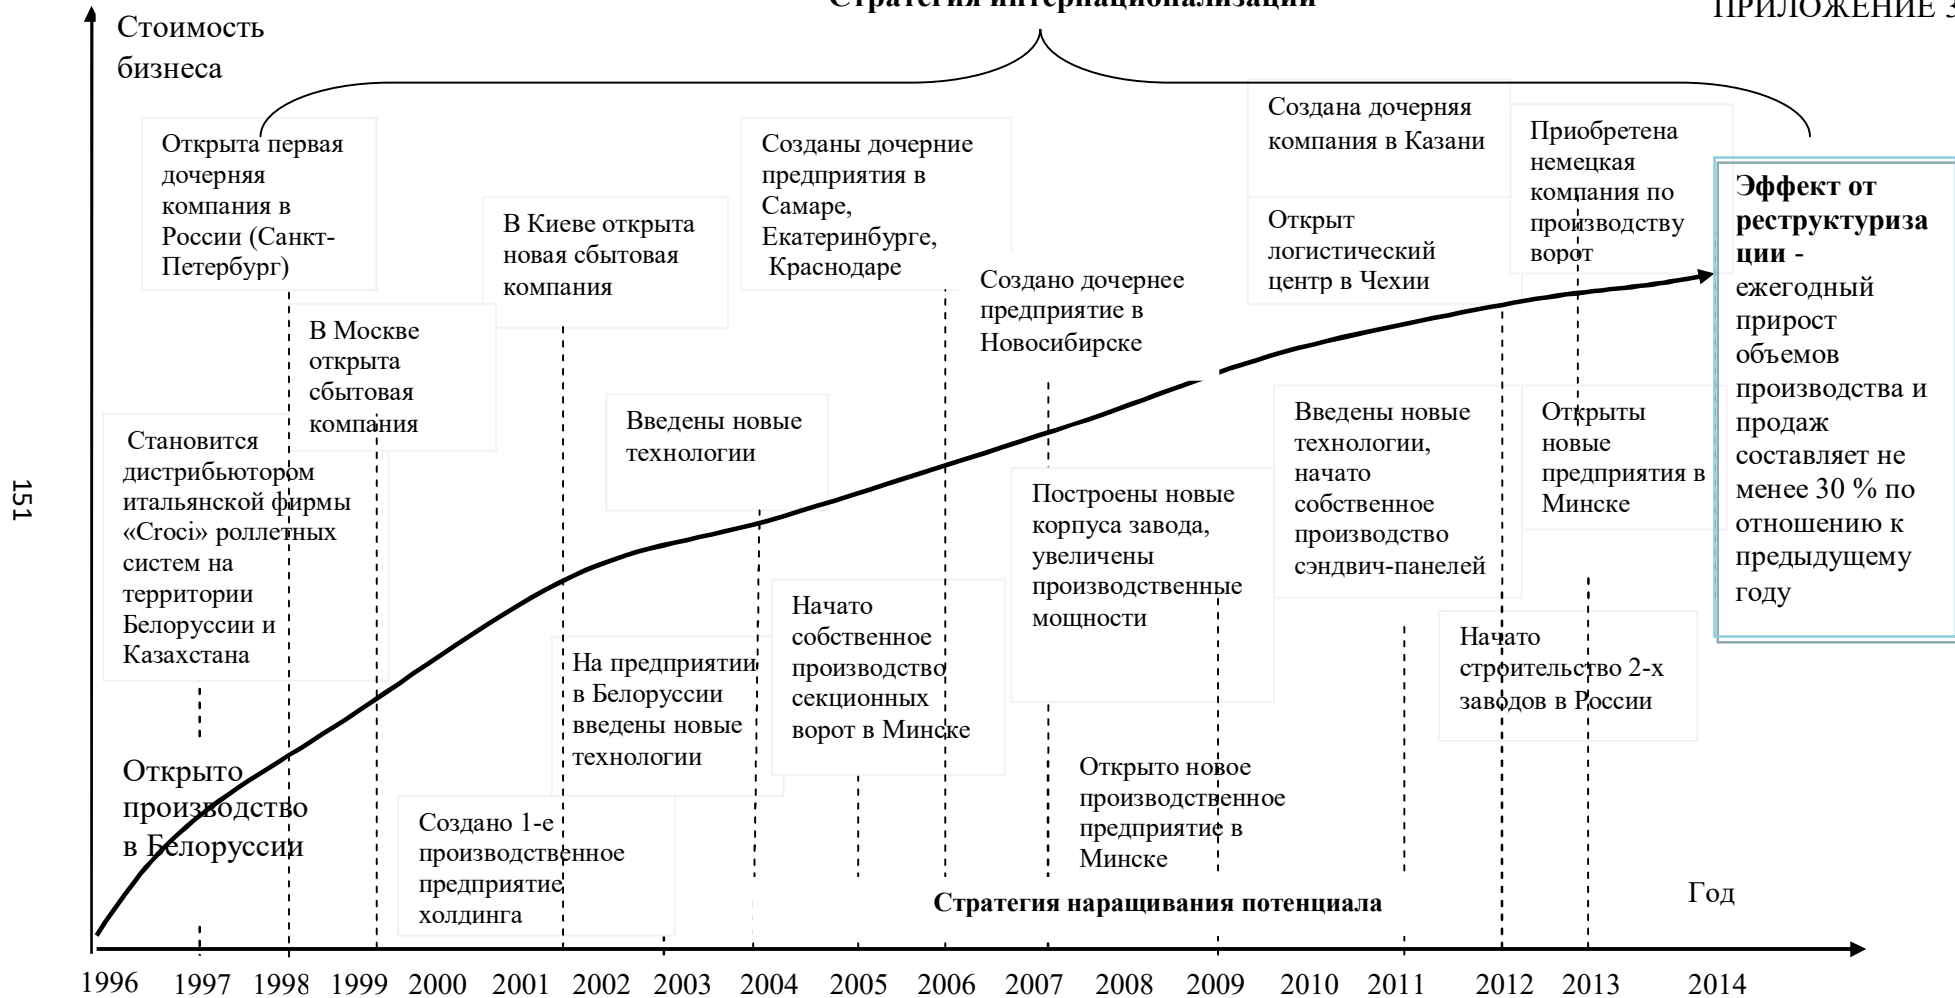 Стратегия интернационализации
ПРИЛОЖЕНИЕ 3
Стоимость
бизнеса
Открыта первая
дочерняя
компания в
России (Санкт-
Петербург)
В Москве
открыта
сбытовая
компания
Становится
дистрибьютором
итальянской фирмы
«Croci» роллетных
систем на
территории
Белоруссии и
Казахстана
Открыто
производство
в Белоруссии
В Киеве открыта
новая сбытовая
компания
Созданы дочерние
предприятия в
Самаре,
Екатеринбурге,
Краснодаре
Создано дочернее
предприятие в
Новосибирске
Создана дочерняя
компания в Казани
Открыт
логистический
центр в Чехии
Приобретена
немецкая
компания по
производству
ворот
Эффект от
реструктуриза
ции -
ежегодный
прирост
объемов
производства и
продаж
составляет не
менее 30 % по
отношению к
предыдущему
году
Введены новые
технологии
Построены новые
корпуса завода,
увеличены
производственные
мощности
Введены новые
технологии,
начато
собственное
производство
сэндвич-панелей
Открыты
новые
предприятия в
Минске
Начато
собственное
производство
секционных
ворот в Минске
На предприятии
в Белоруссии
введены новые
технологии
Начато
строительство 2-х
заводов в России
Создано 1-е
производственное
предприятие
холдинга
Открыто новое
производственное
предприятие в
Минске
Стратегия наращивания потенциала
Год
1996 1997 1998 1999 2000 2001 2002 2003 2004 2005 2006 2007 2008 2009 2010 2011 2012 2013 2014
151